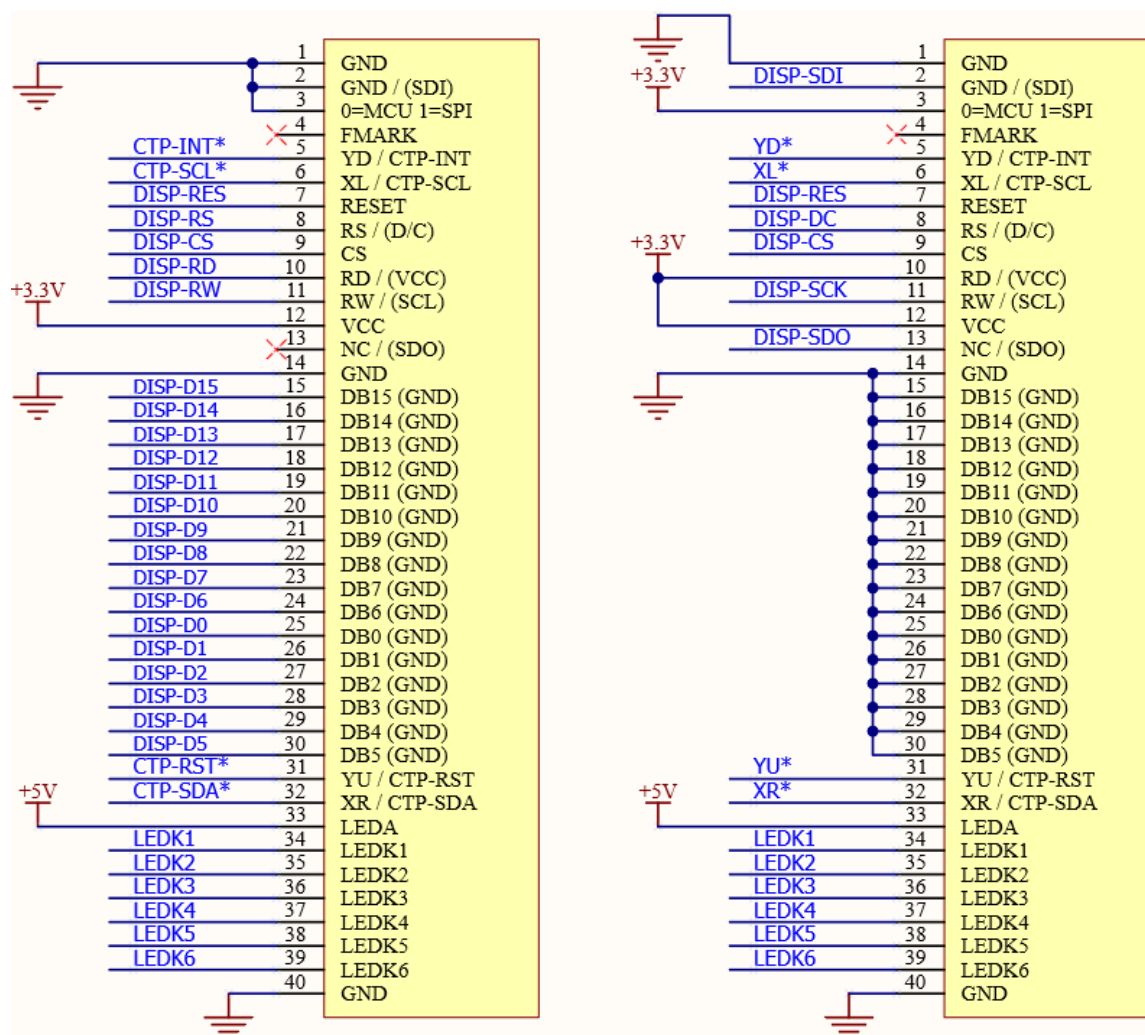 1 GND
2 GND / (SDI)
3 0=MCU 1=SPI
4 FMARK
CTP-INT* 5 YD / CTP-INT
CTP-SCL* 6 XL / CTP-SCL
DISP-RES 7 RESET
DISP-RS 8 RS / (D/C)
DISP-CS 9 CS
DISP-RD 10 RD / (VCC)
+3.3V DISP-RW 11 RW / (SCL)
12 VCC
13 NC / (SDO)
14 GND
DISP-D15 15 DB15 (GND)
DISP-D14 16 DB14 (GND)
DISP-D13 17 DB13 (GND)
DISP-D12 18 DB12 (GND)
DISP-D11 19 DB11 (GND)
DISP-D10 20 DB10 (GND)
DISP-D9 21 DB9 (GND)
DISP-D8 22 DB8 (GND)
DISP-D7 23 DB7 (GND)
DISP-D6 24 DB6 (GND)
DISP-D0 25 DB0 (GND)
DISP-D1 26 DB1 (GND)
DISP-D2 27 DB2 (GND)
DISP-D3 28 DB3 (GND)
DISP-D4 29 DB4 (GND)
DISP-D5 30 DB5 (GND)
CTP-RST* 31 YU / CTP-RST
+5V CTP-SDA* 32 XR / CTP-SDA
33 LEDA
LEDK1 34 LEDK1
LEDK2 35 LEDK2
LEDK3 36 LEDK3
LEDK4 37 LEDK4
LEDK5 38 LEDK5
LEDK6 39 LEDK6
40 GND
1 GND
+3.3V DISP-SDI 2 GND / (SDI)
3 0=MCU 1=SPI
4 FMARK
YD* 5 YD / CTP-INT
XL* 6 XL / CTP-SCL
DISP-RES 7 RESET
DISP-DC 8 RS / (D/C)
+3.3V DISP-CS 9 CS
10 RD / (VCC)
DISP-SCK 11 RW / (SCL)
12 VCC
DISP-SDO 13 NC / (SDO)
14 GND
15 DB15 (GND)
16 DB14 (GND)
17 DB13 (GND)
18 DB12 (GND)
19 DB11 (GND)
20 DB10 (GND)
21 DB9 (GND)
22 DB8 (GND)
23 DB7 (GND)
24 DB6 (GND)
25 DB0 (GND)
26 DB1 (GND)
27 DB2 (GND)
28 DB3 (GND)
29 DB4 (GND)
30 DB5 (GND)
YU* 31 YU / CTP-RST
+5V XR* 32 XR / CTP-SDA
33 LEDA
LEDK1 34 LEDK1
LEDK2 35 LEDK2
LEDK3 36 LEDK3
LEDK4 37 LEDK4
LEDK5 38 LEDK5
LEDK6 39 LEDK6
40 GND